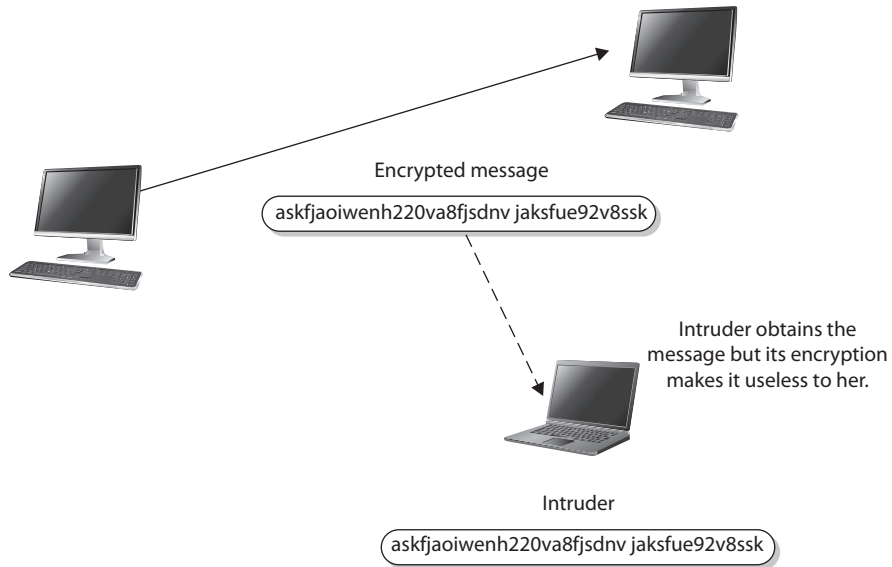 Encrypted message
askfjaoiwenh220va8fjsdnv jaksfue92v8ssk
Intruder obtains the
message but its encryption
makes it useless to her.
Intruder
askfjaoiwenh220va8fjsdnv jaksfue92v8ssk